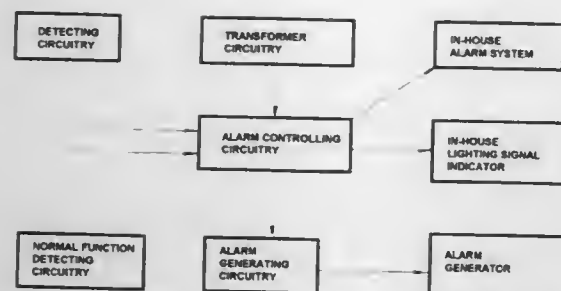 DETECTING
CIRCUITRY
TRANSFORMER
CIRCUITRY
IN-HOUSE
ALARM SYSTEM
ALARM CONTROLLING
CIRCUITRY
IN-HOUSE
LIGHTING SIGNAL
INDICATOR
NORMAL FUNCTION
DETECTING
CIRCUITRY
ALARM
GENERATING
CIRCUITRY
ALARM
GENERATOR